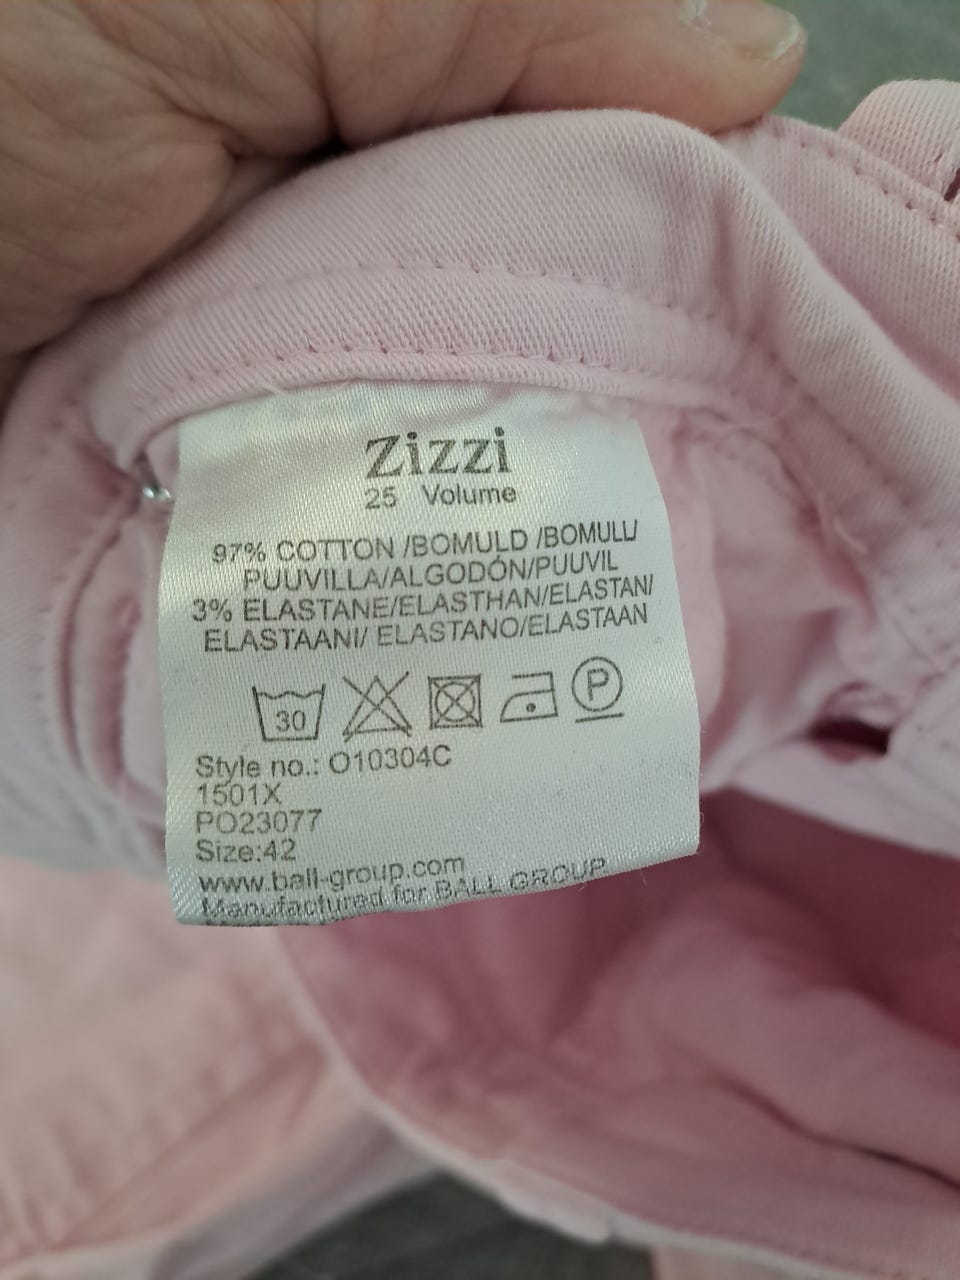 Zizzi
25 Volume
97% COTTON /BOMULD /BOMULL/
PUUVILLA/ALGODÓN/PUUVIL
3% ELASTANE/ELASTHAN/ELASTAN/
ELASTAANI/ ELASTANO/ELASTAAN
30 P
Style no.: O10304C
1501X
PO23077
Size:42
www.ball-group.com
Manufactured for BALL GROUP